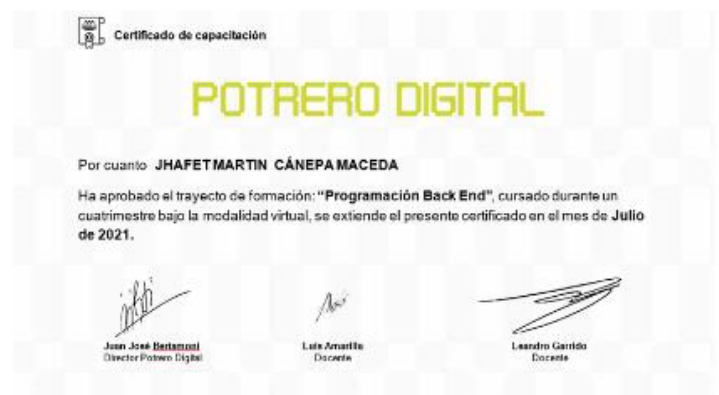 Certificado de capacitación
POTRERO DIGITAL
Por cuanto JHAFET MARTIN CÁNEPA MACEDA
Ha aprobado el trayecto de formación: “Programación Back End”, cursado durante un
cuatrimestre bajo la modalidad virtual, se extiende el presente certificado en el mes de Julio
de 2021.
Juan José Bertamoni Luis Amarilla Leandro Garrido
Director Potrero Digital Docente Docente